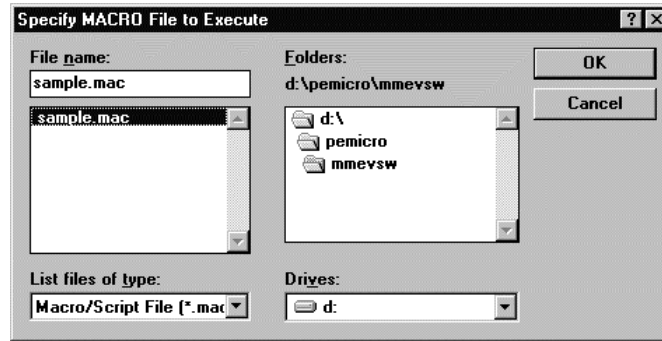 Specify MACRO File to Execute
File name:
sample.mac
sample.mac
List files of type:
Macro/Script File (*.mac
Folders:
d:\pemicro\mmevsw
d:\
pemicro
mmevsw
Drives:
d:
OK
Cancel